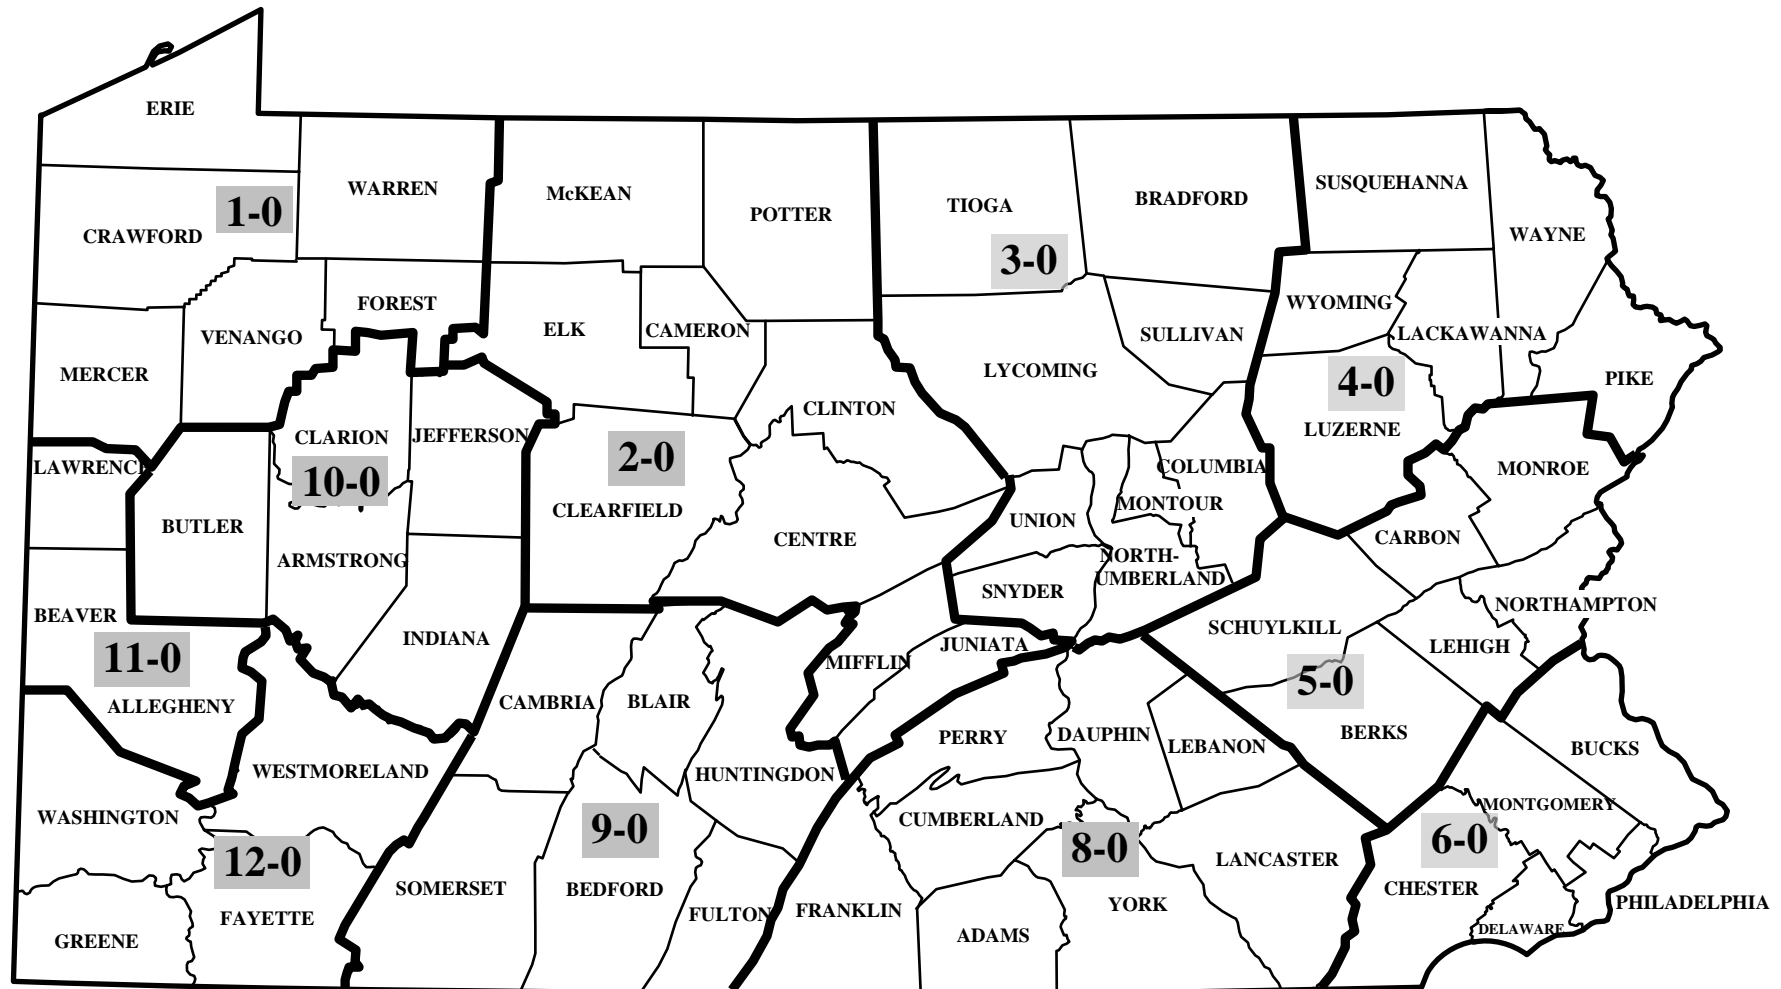 ERIE
WARREN
McKEAN
POTTER
TIOGA
BRADFORD
SUSQUEHANNA
WAYNE
CRAWFORD
1-0
3-0
FOREST
VENANGO
ELK
CAMERON
SULLIVAN
WYOMING
LACKAWANNA
MERCER
LYCOMING
4-0
PIKE
CLINTON
LUZERNE
CLARION
JEFFERSON
2-0
LAWRENC
10-0
COLUMBIA
MONROE
CLEARFIELD
MONTOUR
BUTLER
UNION
CENTRE
CARBON
ARMSTRONG
NORTH-
UMBERLAND
SNYDER
NORTHAMPTON
BEAVER
INDIANA
SCHUYLKILL
JUNIATA
LEHIGH
11-0
MIFFLIN
5-0
ALLEGHENY
CAMBRIA
BLAIR
PERRY
DAUPHIN
LEBANON
BERKS
BUCKS
WESTMORELAND
HUNTINGDON
WASHINGTON
CUMBERLAND
MONTGOMERY
9-0
8-0
6-0
12-0
LANCASTER
SOMERSET
BEDFORD
CHESTER
FAYETTE
FULTON
FRANKLIN
YORK
PHILADELPHIA
GREENE
ADAMS
DELAWARE